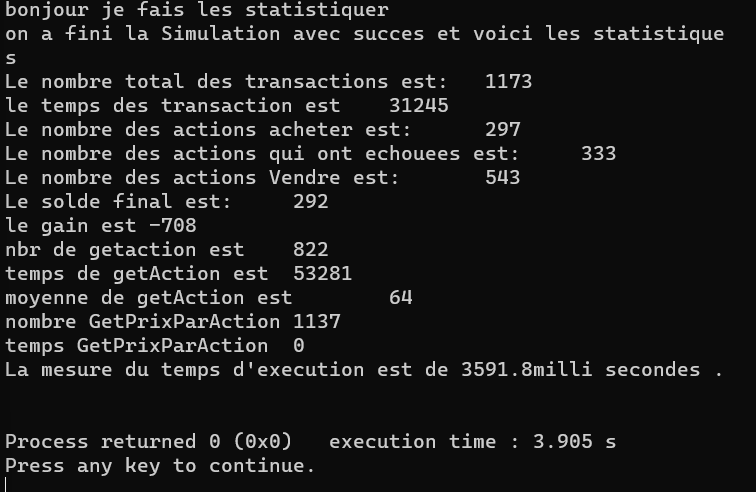 bonjour je fais les statistiquer
on a fini la Simulation avec succes et voici les statistique
s
Le nombre total des transactions est:   1173
le temps des transaction est    31245
Le nombre des actions acheter est:      297
Le nombre des actions qui ont echouees est:     333
Le nombre des actions Vendre est:       543
Le solde final est:     292
le gain est -708
nbr de getaction est    822
temps de getAction est  53281
moyenne de getAction est        64
nombre GetPrixParAction 1137
temps GetPrixParAction  0
La mesure du temps d'execution est de 3591.8milli secondes .
Process returned 0 (0x0)   execution time : 3.905 s
Press any key to continue.